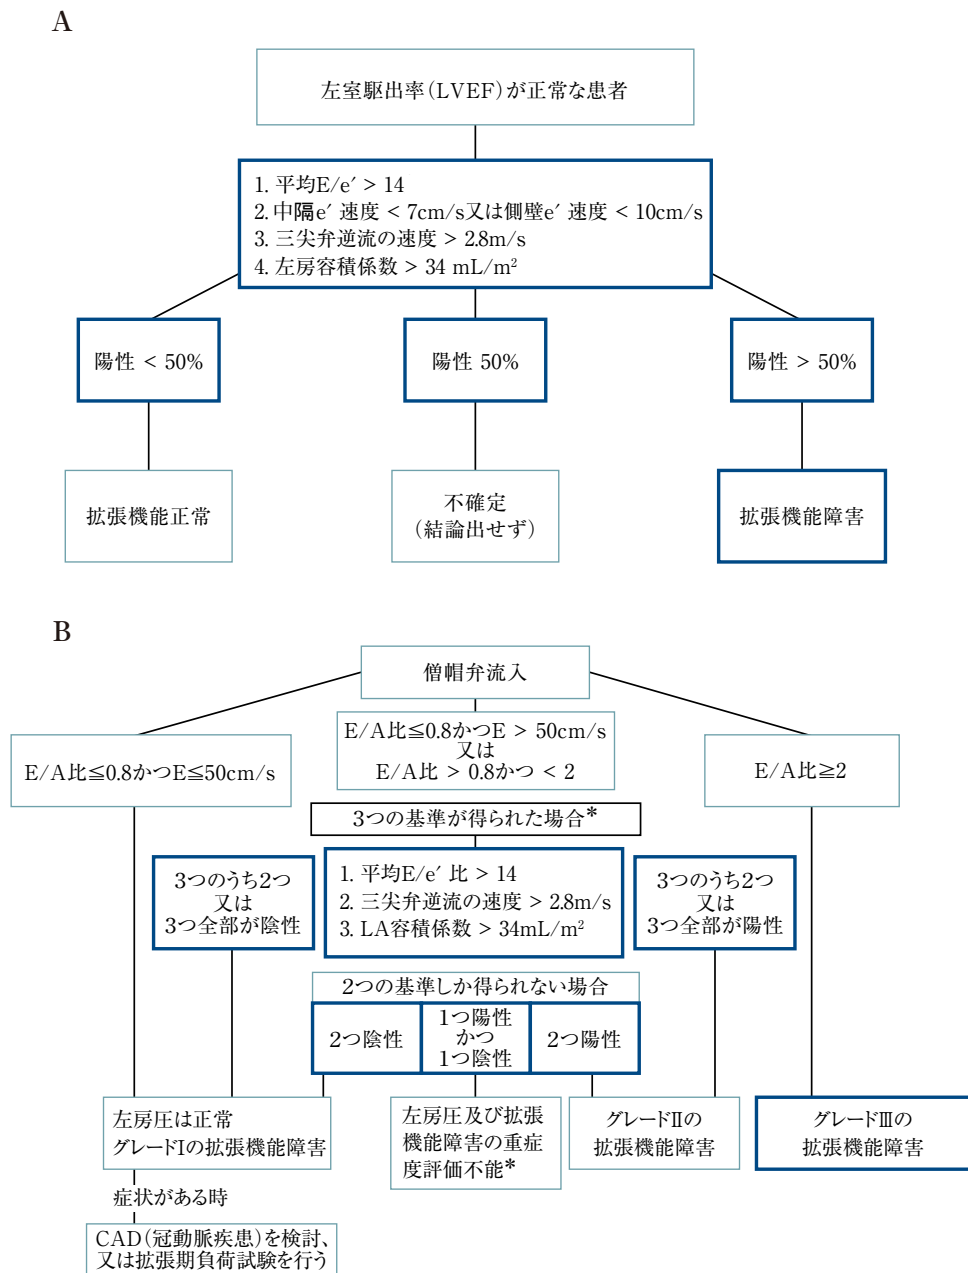 A
左室駆出率(LVEF)が正常な患者
1. 平均E/e′ > 14
2. 中隔e′ 速度 < 7cm/s又は側壁e′ 速度 < 10cm/s
3. 三尖弁逆流の速度 > 2.8m/s
4. 左房容積係数 > 34 mL/m²
陽性 < 50%
陽性 50%
陽性 > 50%
拡張機能正常
不確定
(結論出せず)
拡張機能障害
B
僧帽弁流入
E/A比≦0.8かつE≦50cm/s
E/A比≦0.8かつE > 50cm/s
又は
E/A比 > 0.8かつ < 2
E/A比≧2
3つの基準が得られた場合*
3つのうち2つ
又は
3つ全部が陰性
1. 平均E/e′ 比 > 14
2. 三尖弁逆流の速度 > 2.8m/s
3. LA容積係数 > 34mL/m²
3つのうち2つ
又は
3つ全部が陽性
2つの基準しか得られない場合
2つ陰性
1つ陽性
かつ
1つ陰性
2つ陽性
左房圧は正常
グレードIの拡張機能障害
左房圧及び拡張
機能障害の重症
度評価不能*
グレードⅡの
拡張機能障害
グレードⅢの
拡張機能障害
症状がある時
CAD(冠動脈疾患)を検討、
又は拡張期負荷試験を行う